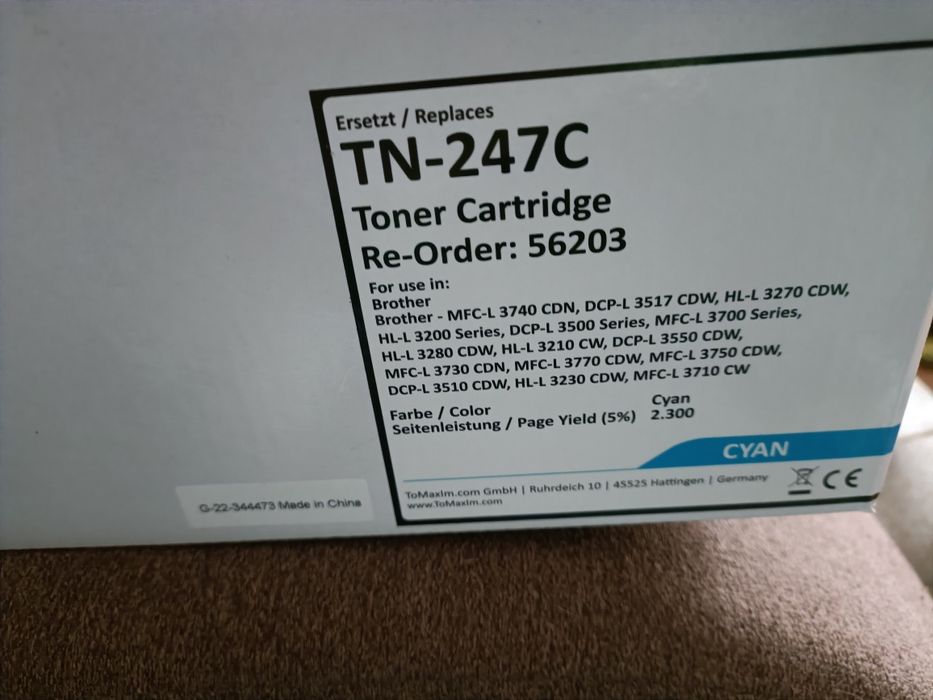 Ersetzt / Replaces
TN-247C
Toner Cartridge
Re-Order: 56203
For use in:
Brother
Brother - MFC-L 3740 CDN, DCP-L 3517 CDW, HL-L 3270 CDW,
HL-L 3200 Series, DCP-L 3500 Series, MFC-L 3700 Series,
HL-L 3280 CDW, HL-L 3210 CW, DCP-L 3550 CDW,
MFC-L 3730 CDN, MFC-L 3770 CDW, MFC-L 3750 CDW,
DCP-L 3510 CDW, HL-L 3230 CDW, MFC-L 3710 CW
Farbe / Color Cyan
Seitenleistung / Page Yield (5%) 2.300
CYAN
ToMaxim.com GmbH | Ruhrdeich 10 | 45525 Hattingen | Germany
www.ToMaxim.com
CE
G-22-344473 Made in China